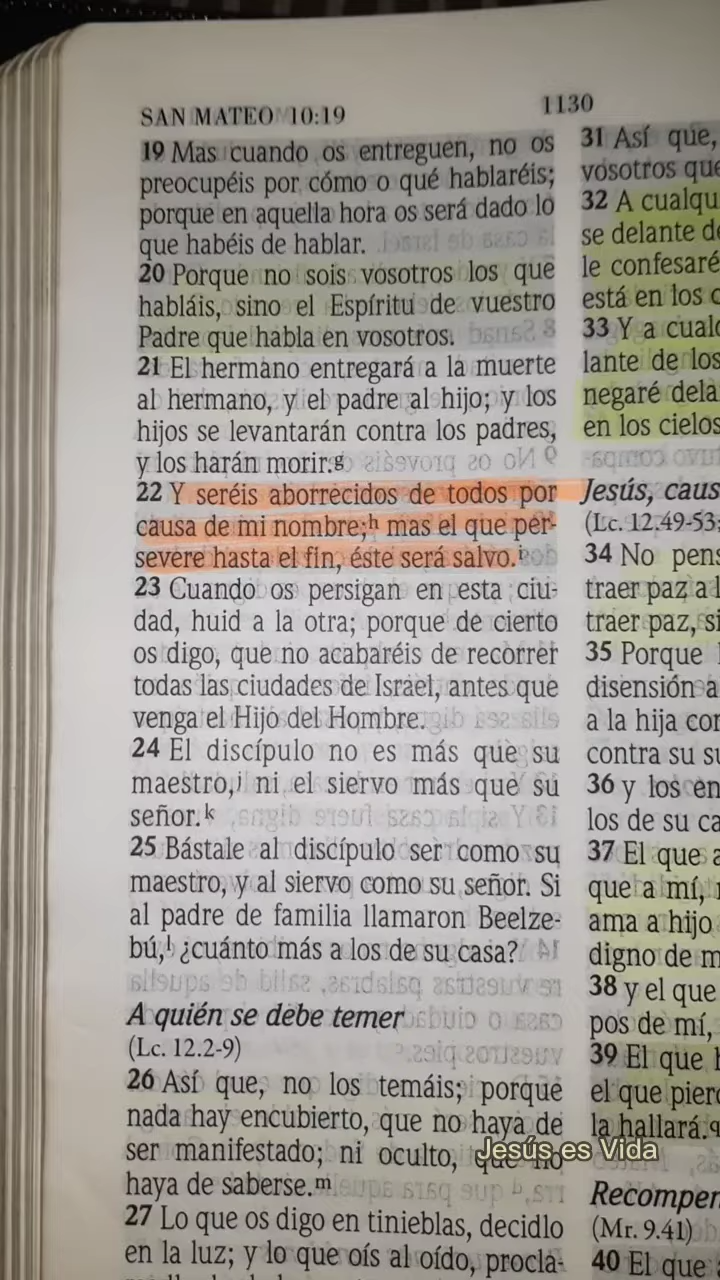 SAN MATEO 10:19
1130
19 Mas cuando os entreguen, no os
preocupéis por cómo o qué hablaréis;
porque en aquella hora os será dado lo
que habéis de hablar.
20 Porque no sois vosotros los que
habláis, sino el Espíritu de vuestro
Padre que habla en vosotros.
21 El hermano entregará a la muerte
al hermano, y el padre al hijo; y los
hijos se levantarán contra los padres,
y los harán morir.g
22 Y seréis aborrecidos de todos por
causa de mi nombre;h mas el que per-
severe hasta el fin, éste será salvo.i
23 Cuando os persigan en esta ciu-
dad, huid a la otra; porque de cierto
os digo, que no acabaréis de recorrer
todas las ciudades de Israel, antes que
venga el Hijo del Hombre.
24 El discípulo no es más que su
maestro,j ni el siervo más que su
señor.k
25 Bástale al discípulo ser como su
maestro, y al siervo como su señor. Si
al padre de familia llamaron Beelze-
bú,l ¿cuánto más a los de su casa?
A quién se debe temer
(Lc. 12.2-9)
26 Así que, no los temáis; porque
nada hay encubierto, que no haya de
ser manifestado; ni oculto, que no
haya de saberse.m
27 Lo que os digo en tinieblas, decidlo
en la luz; y lo que oís al oído, proclá-
31 Así que,
vosotros que
32 A cualqu
se delante de
le confesaré
está en los c
33 Y a cualq
lante de los
negaré dela
en los cielos
Jesús, caus
(Lc. 12.49-53;
34 No pens
traer paz a l
traer paz, si
35 Porque
disensión a
a la hija con
contra su su
36 y los en
los de su ca
37 El que a
que a mí,
ama a hijo
digno de m
38 y el que
pos de mí,
39 El que h
el que pierd
la hallará.q
Recompen
(Mr. 9.41)
40 El que a
Jesús es Vida